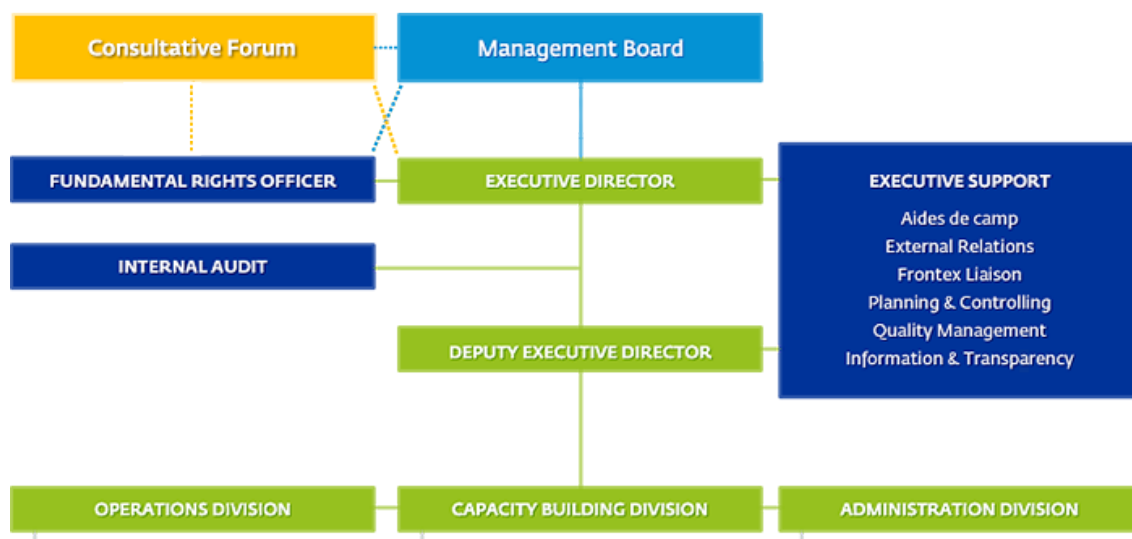 Consultative Forum
Management Board
FUNDAMENTAL RIGHTS OFFICER
EXECUTIVE DIRECTOR
EXECUTIVE SUPPORT
Aides de camp
External Relations
Frontex Liaison
Planning & Controlling
Quality Management
Information & Transparency
INTERNAL AUDIT
DEPUTY EXECUTIVE DIRECTOR
OPERATIONS DIVISION
CAPACITY BUILDING DIVISION
ADMINISTRATION DIVISION